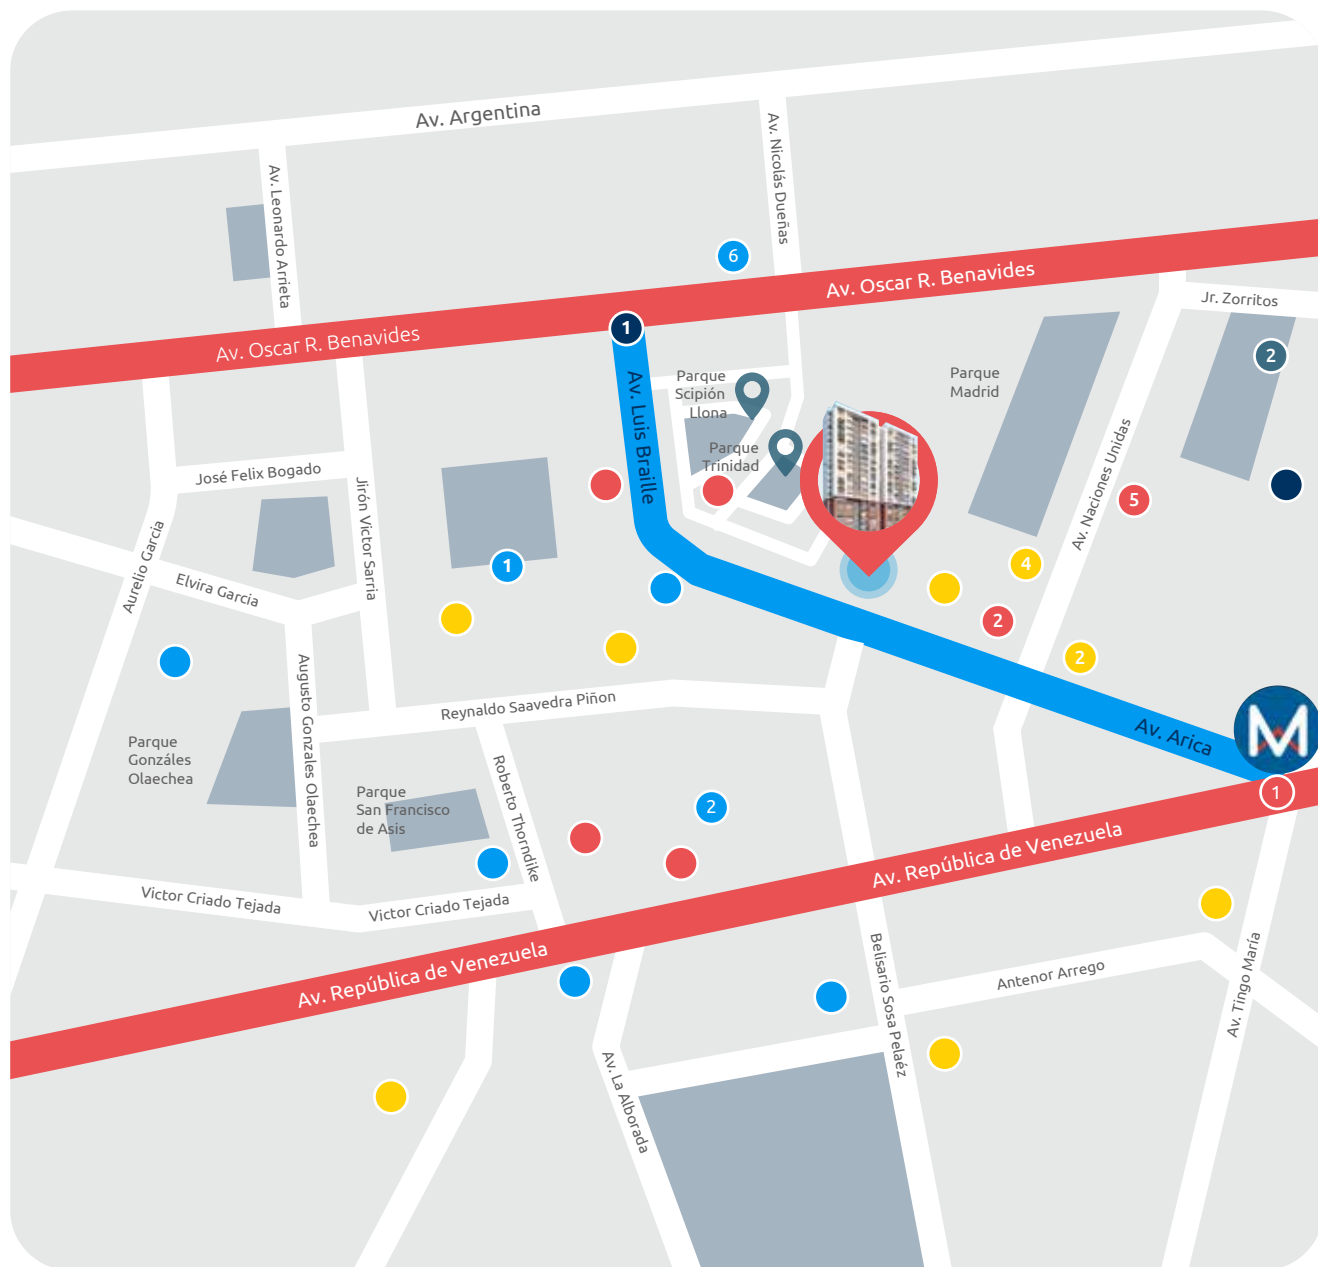 Av. Argentina
Av. Nicolás Dueñas
Av. Leonardo Arrieta
6
Av. Oscar R. Benavides
Jr. Zorritos
1
Av. Oscar R. Benavides
2
Parque
Scipión
Llona
Parque
Madrid
Av. Luis Braille
Parque
Trinidad
José Felix Bogado
Jirón Victor Sarria
Av. Naciones Unidas
5
Aurelio Garcia
1
4
Elvira Garcia
2
2
Augusto Gonzales Olaechea
Reynaldo Saavedra Piñon
Av. Arica
M
Parque
Gonzáles
Olaechea
Roberto Thorndike
Parque
San Francisco
de Asis
2
1
Av. República de Venezuela
Victor Criado Tejada
Victor Criado Tejada
Av. República de Venezuela
Belisario Sosa Pelaéz
Antenor Arrego
Av. Tingo María
Av. La Alborada